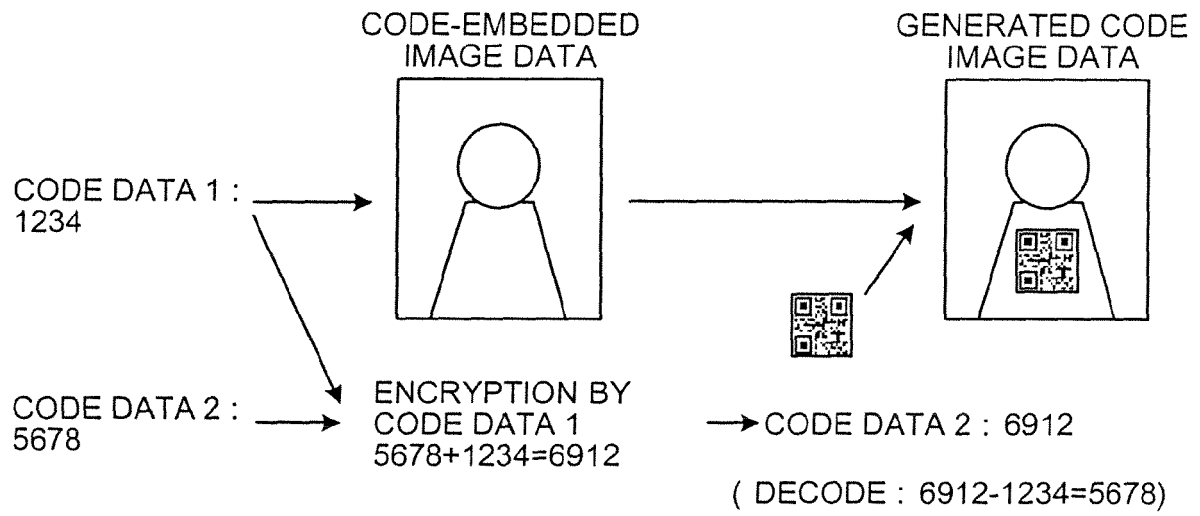 CODE-EMBEDDED
IMAGE DATA
GENERATED CODE
IMAGE DATA
CODE DATA 1 :
1234
CODE DATA 2 :
5678
ENCRYPTION BY
CODE DATA 1
5678+1234=6912
CODE DATA 2 : 6912
( DECODE : 6912-1234=5678)